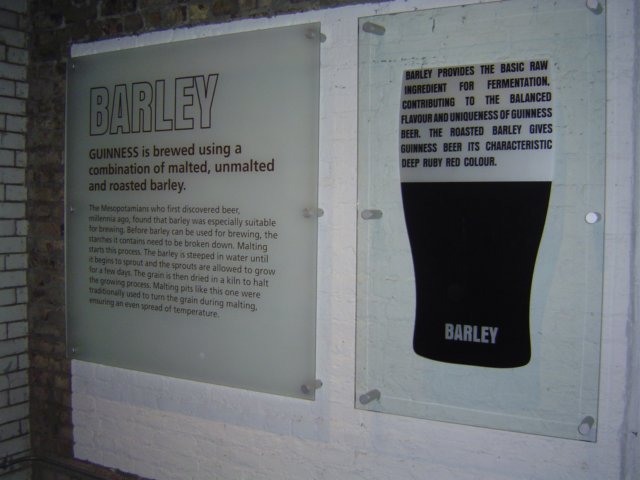 BARLEY
GUINNESS is brewed using a
combination of malted, unmalted
and roasted barley.
The Mesopotamians who first discovered beer,
millennia ago, found that barley was especially suitable
for brewing. Before barley can be used for brewing, the
starches it contains need to be broken down. Malting
starts this process. The barley is steeped in water until
it begins to sprout and the sprouts are allowed to grow
for a few days. The grain is then dried in a kiln to halt
the growing process. Malting pits like this one were
traditionally used to turn the grain during malting,
ensuring an even spread of temperature.
BARLEY PROVIDES THE BASIC RAW
INGREDIENT FOR FERMENTATION,
CONTRIBUTING TO THE BALANCED
FLAVOUR AND UNIQUENESS OF GUINNESS
BEER. THE ROASTED BARLEY GIVES
GUINNESS BEER ITS CHARACTERISTIC
DEEP RUBY RED COLOUR.
BARLEY